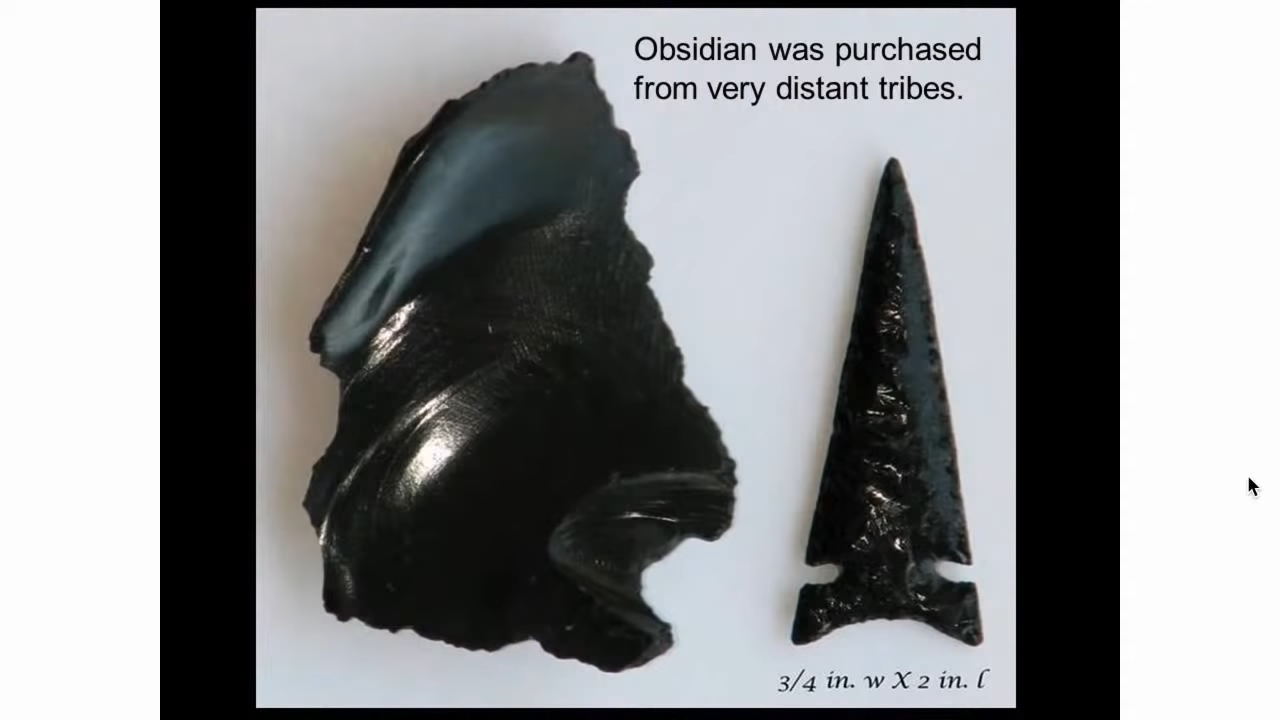 Obsidian was purchased
from very distant tribes.
3/4 in. w X 2 in. l